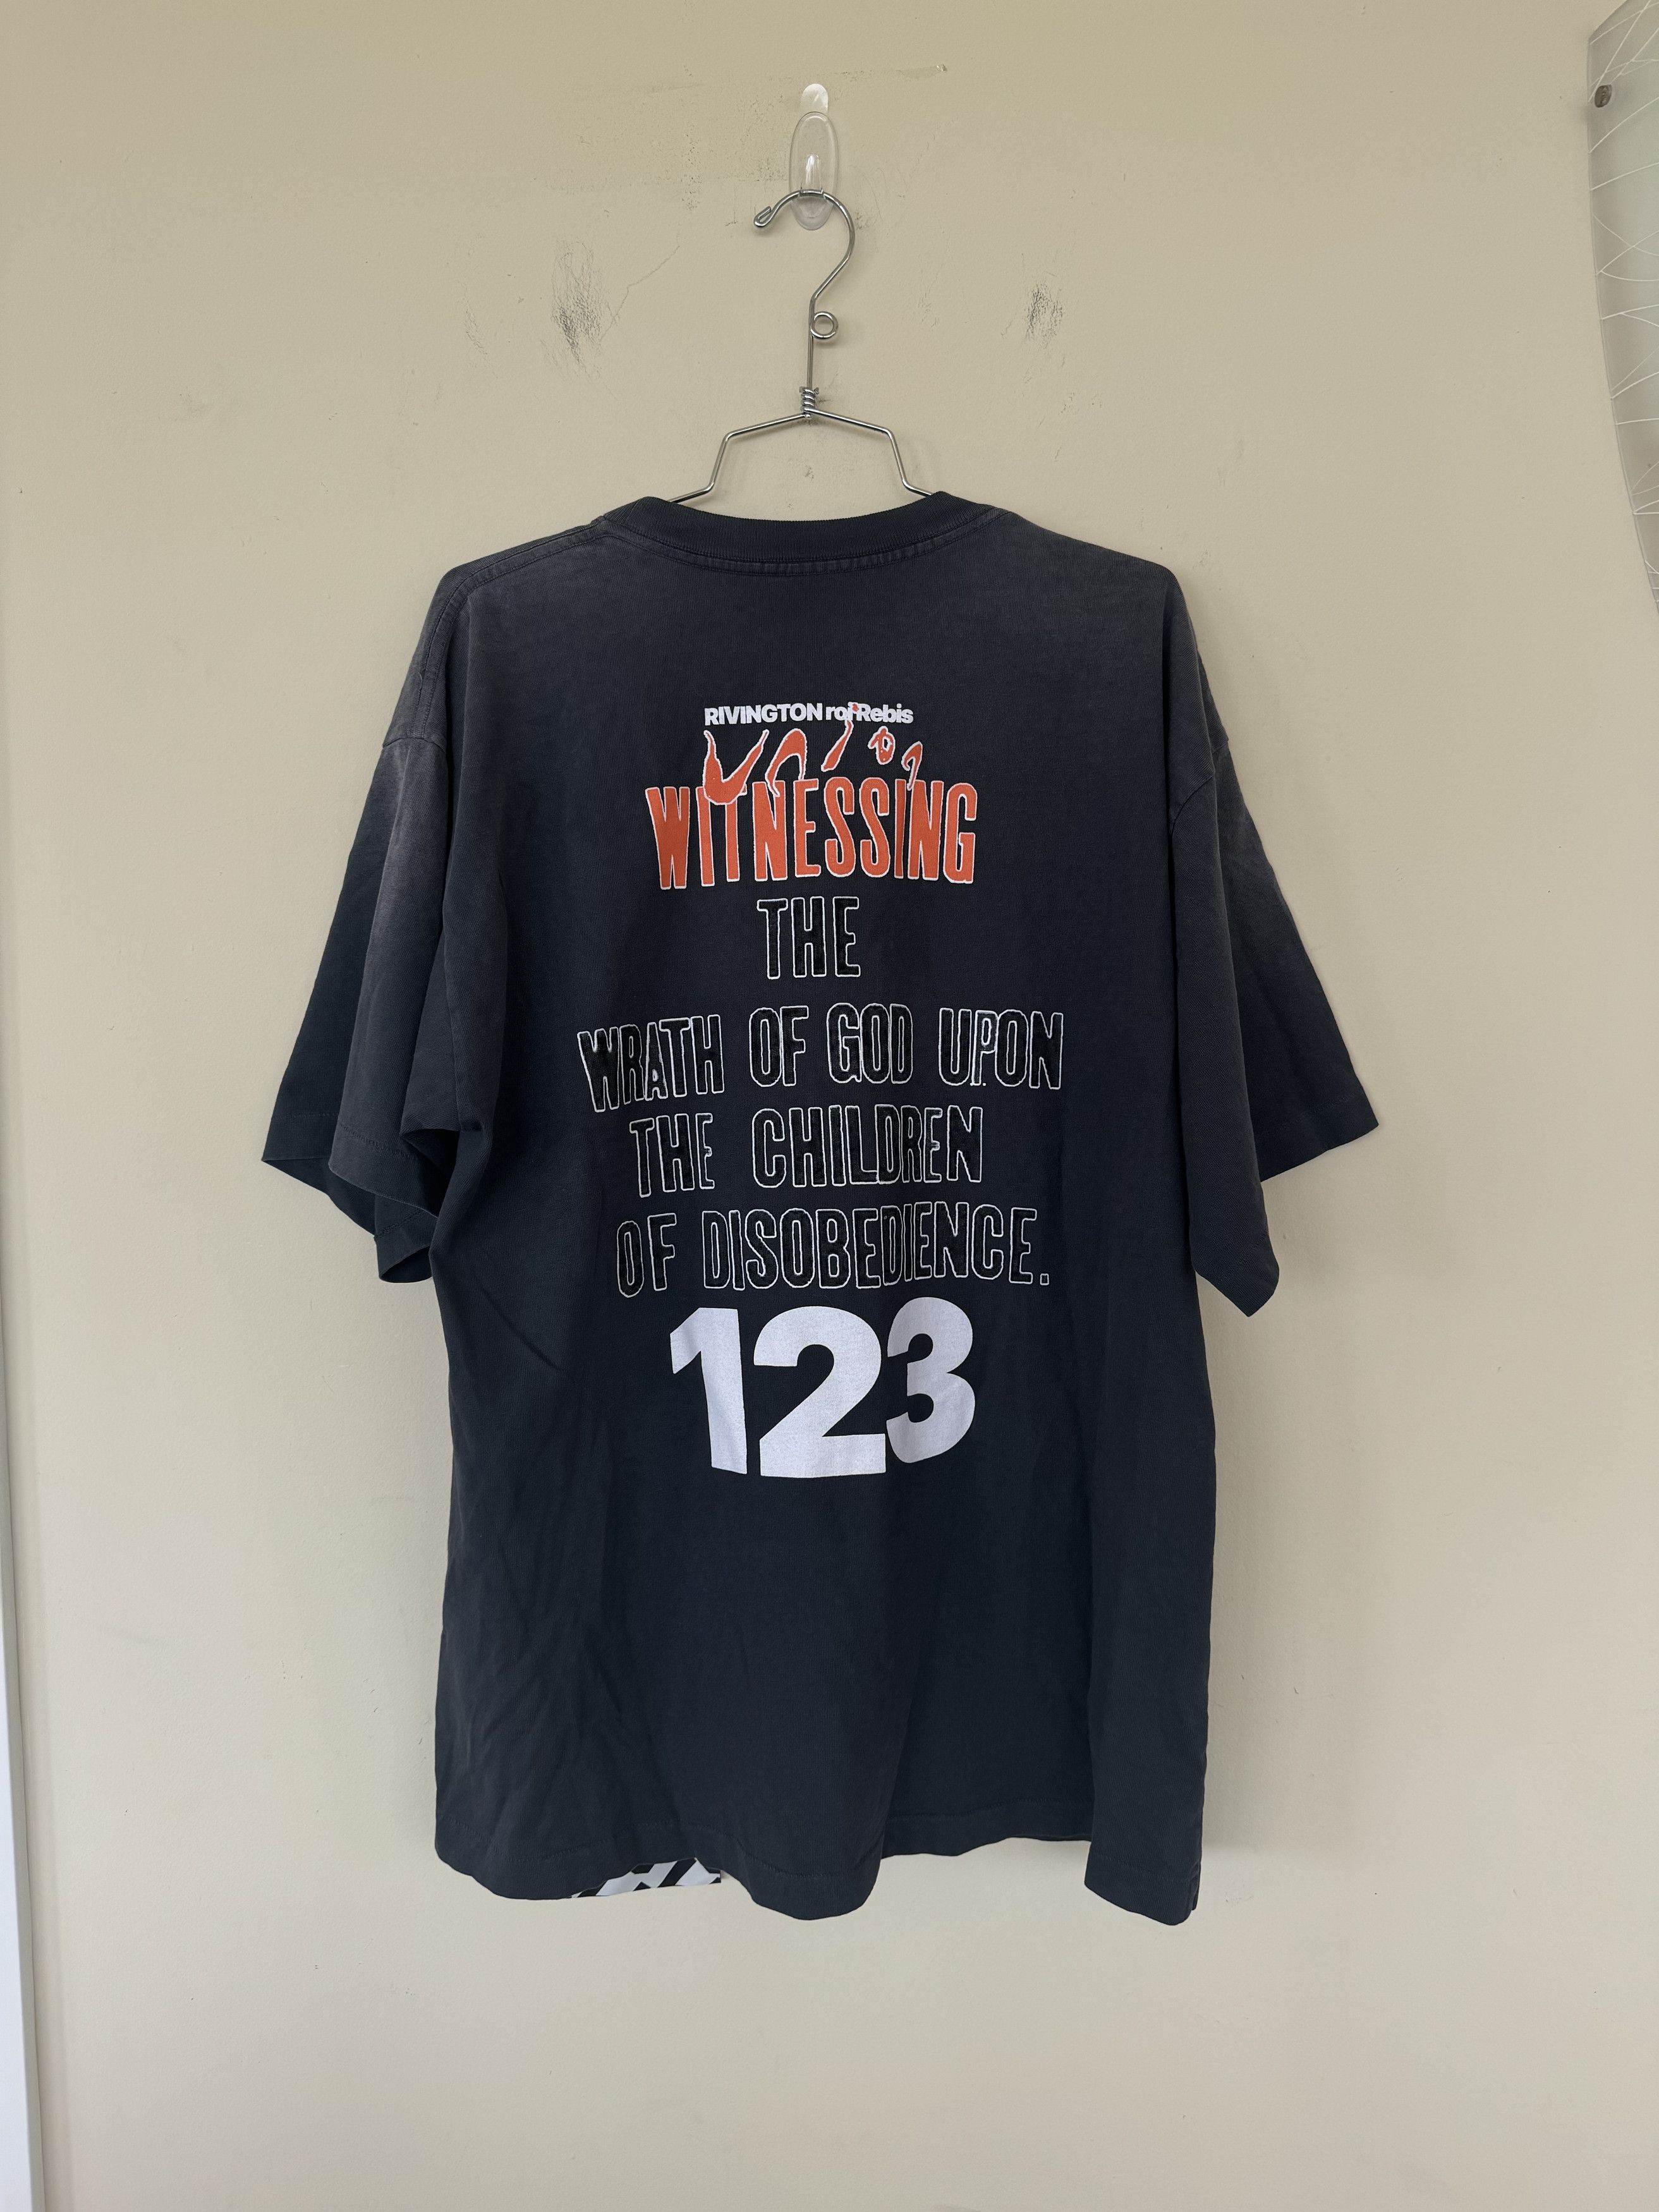 RIVINGTON roi Rebis
WITNESSING
THE
WRATH OF GOD UPON
THE CHILDREN
OF DISOBEDIENCE.
123